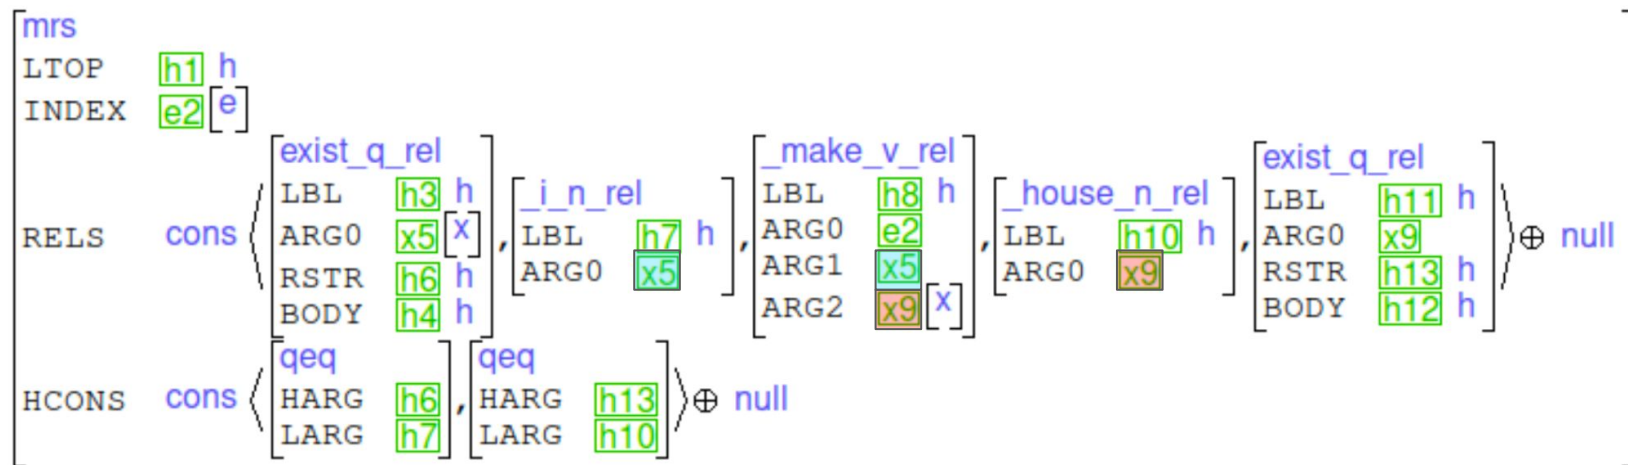 mrs
LTOP h1 h
INDEX e2 [e]
exist_q_rel _make_v_rel exist_q_rel
LBL h3 h _i_n_rel LBL h8 h _house_n_rel LBL h11 h
RELS cons ⟨ ARG0 x5 [x] , LBL h7 h , ARG0 e2 , LBL h10 h , ARG0 x9 ⟩ ⊕ null
RSTR h6 h ARG0 x5 ARG1 x5 ARG0 x9 RSTR h13 h
BODY h4 h ARG2 x9 [x] BODY h12 h
qeq qeq
HCONS cons ⟨ HARG h6 , HARG h13 ⟩ ⊕ null
LARG h7 LARG h10